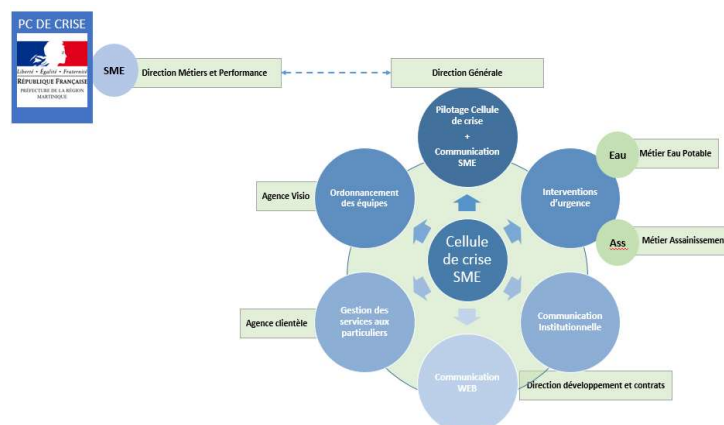 PC DE CRISE
Liberté • Égalité • Fraternité
RÉPUBLIQUE FRANÇAISE
PRÉFECTURE DE LA RÉGION
MARTINIQUE
SME
Direction Métiers et Performance
Direction Générale
Pilotage Cellule
de crise
+
Communication
SME
Eau
Métier Eau Potable
Agence Visio
Ordonnancement
des équipes
Interventions
d'urgence
Cellule
de crise
SME
Ass
Métier Assainissement
Agence clientèle
Gestion des
services aux
particuliers
Communication
Institutionnelle
Communication
WEB
Direction développement et contrats